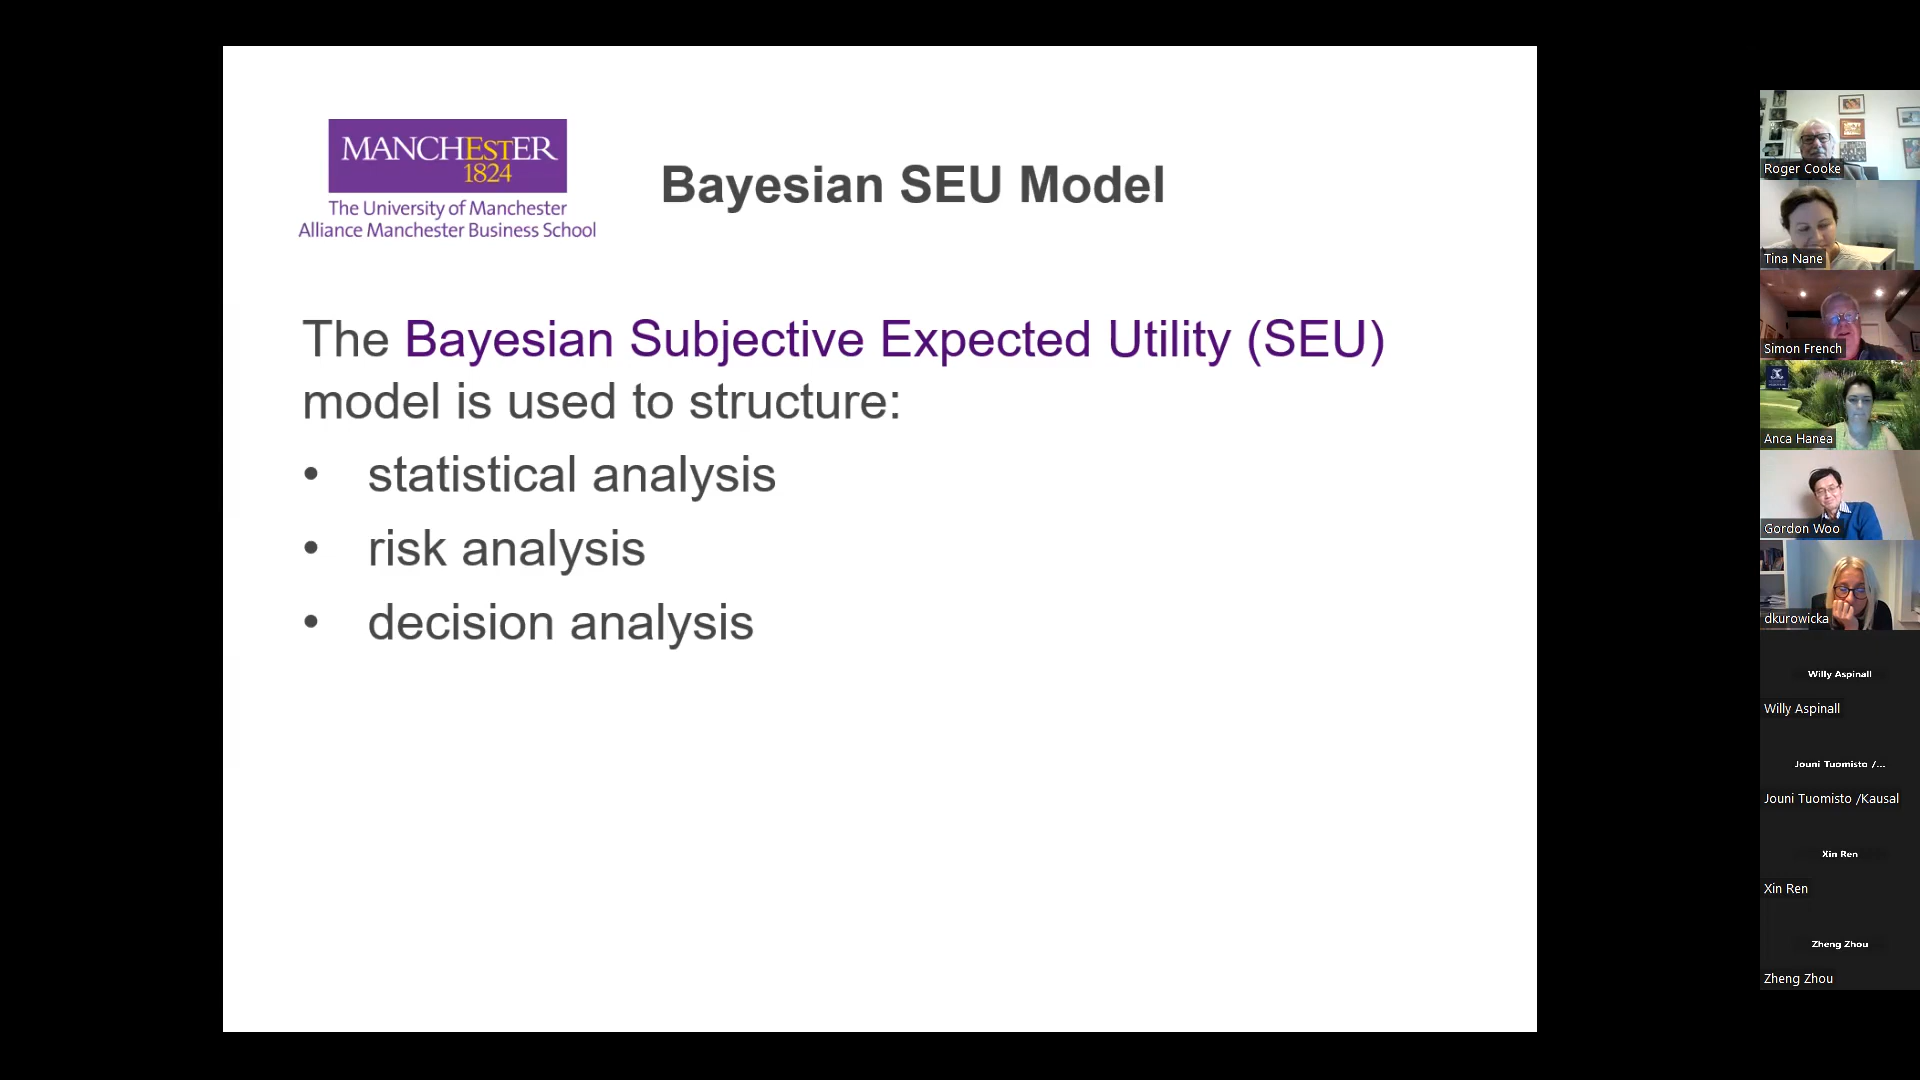 MANCHESTER
1824
The University of Manchester
Alliance Manchester Business School
Bayesian SEU Model
The Bayesian Subjective Expected Utility (SEU)
model is used to structure:
• statistical analysis
• risk analysis
• decision analysis
Roger Cooke
Tina Nane
Simon French
Anca Hanea
Gordon Woo
dkurowicka
Willy Aspinall
Willy Aspinall
Jouni Tuomisto /...
Jouni Tuomisto /Kausal
Xin Ren
Xin Ren
Zheng Zhou
Zheng Zhou